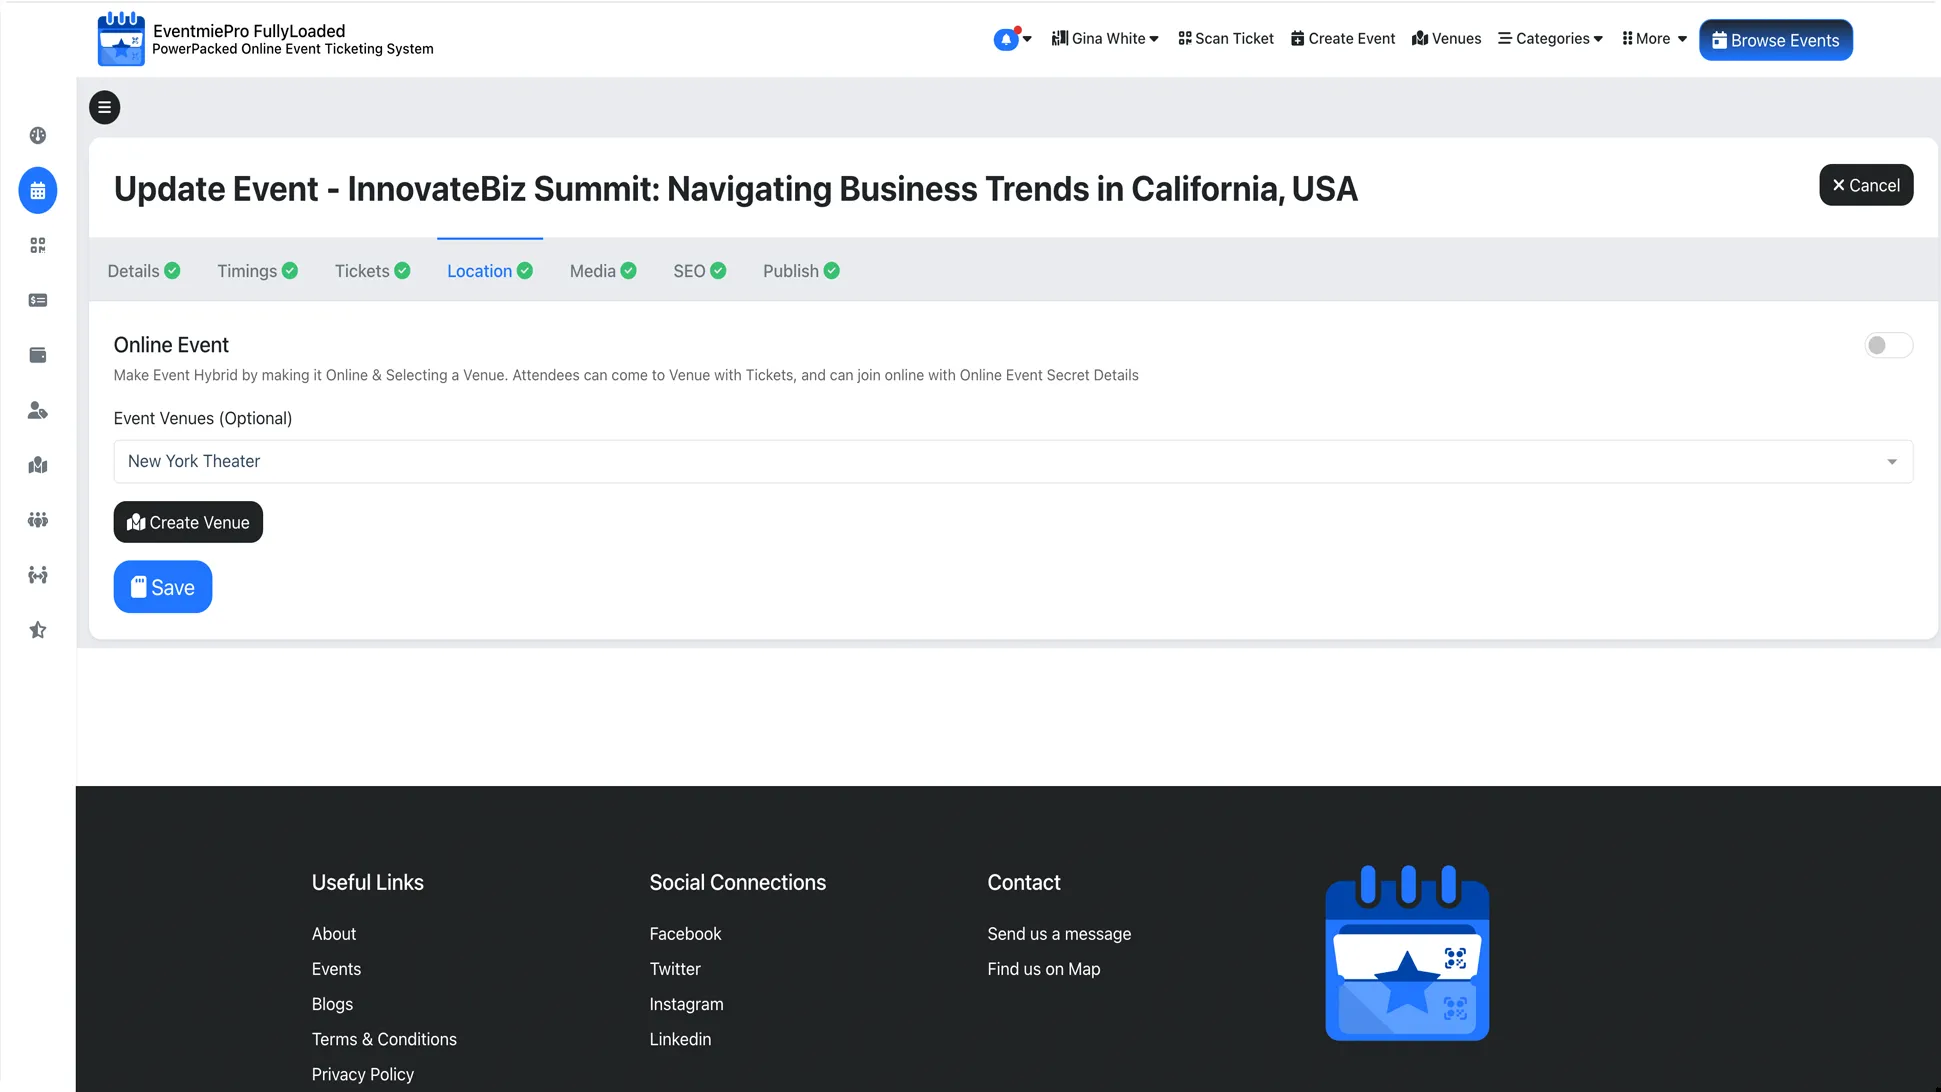 EventmiePro FullyLoaded
PowerPacked Online Event Ticketing System
Gina White
Scan Ticket
Create Event
Venues
Categories
More
Browse Events
Update Event - InnovateBiz Summit: Navigating Business Trends in California, USA
Cancel
Details
Timings
Tickets
Location
Media
SEO
Publish
Online Event
Make Event Hybrid by making it Online & Selecting a Venue. Attendees can come to Venue with Tickets, and can join online with Online Event Secret Details
Event Venues (Optional)
New York Theater
Create Venue
Save
Useful Links
About
Events
Blogs
Terms & Conditions
Privacy Policy
Social Connections
Facebook
Twitter
Instagram
Linkedin
Contact
Send us a message
Find us on Map